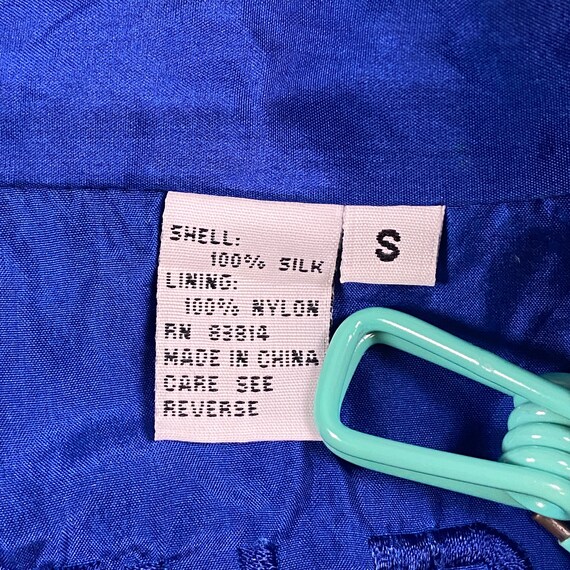 SHELL:
100% SILK
LINING:
100% NYLON
RN 83814
MADE IN CHINA
CARE SEE
REVERSE
S